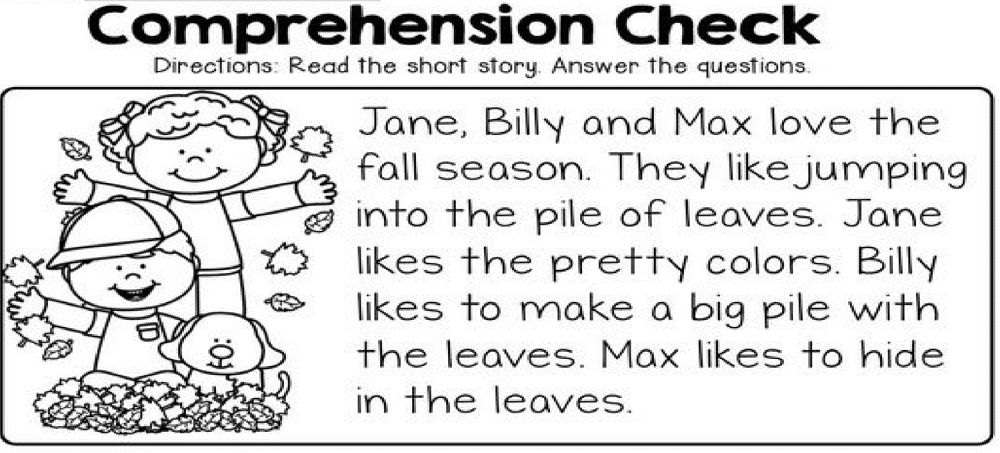 Comprehension Check
Directions: Read the short story. Answer the questions.
Jane, Billy and Max love the
fall season. They like jumping
into the pile of leaves. Jane
likes the pretty colors. Billy
likes to make a big pile with
the leaves. Max likes to hide
in the leaves.